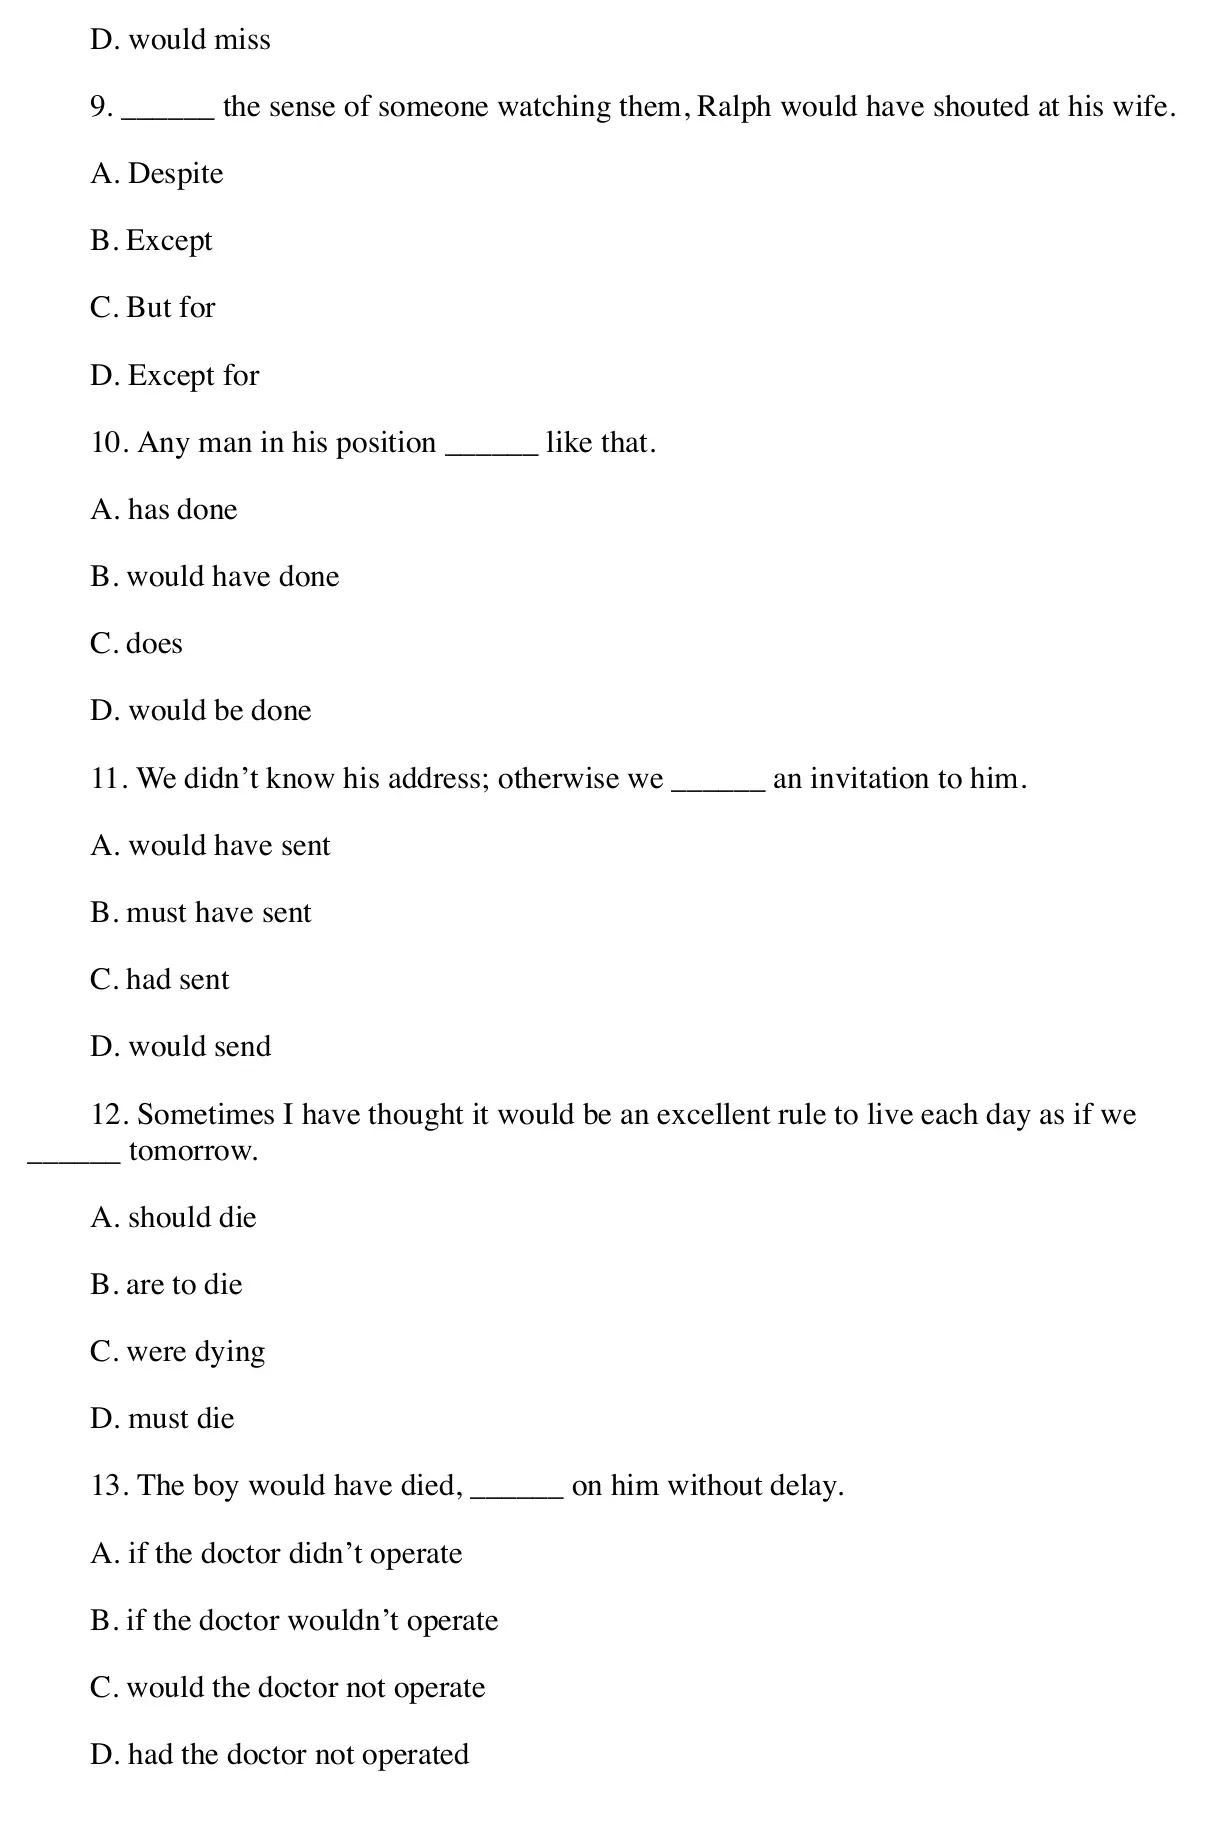 D. would miss
9. ______ the sense of someone watching them, Ralph would have shouted at his wife.
A. Despite
B. Except
C. But for
D. Except for
10. Any man in his position ______ like that.
A. has done
B. would have done
C. does
D. would be done
11. We didn’t know his address; otherwise we ______ an invitation to him.
A. would have sent
B. must have sent
C. had sent
D. would send
12. Sometimes I have thought it would be an excellent rule to live each day as if we
______ tomorrow.
A. should die
B. are to die
C. were dying
D. must die
13. The boy would have died, ______ on him without delay.
A. if the doctor didn’t operate
B. if the doctor wouldn’t operate
C. would the doctor not operate
D. had the doctor not operated